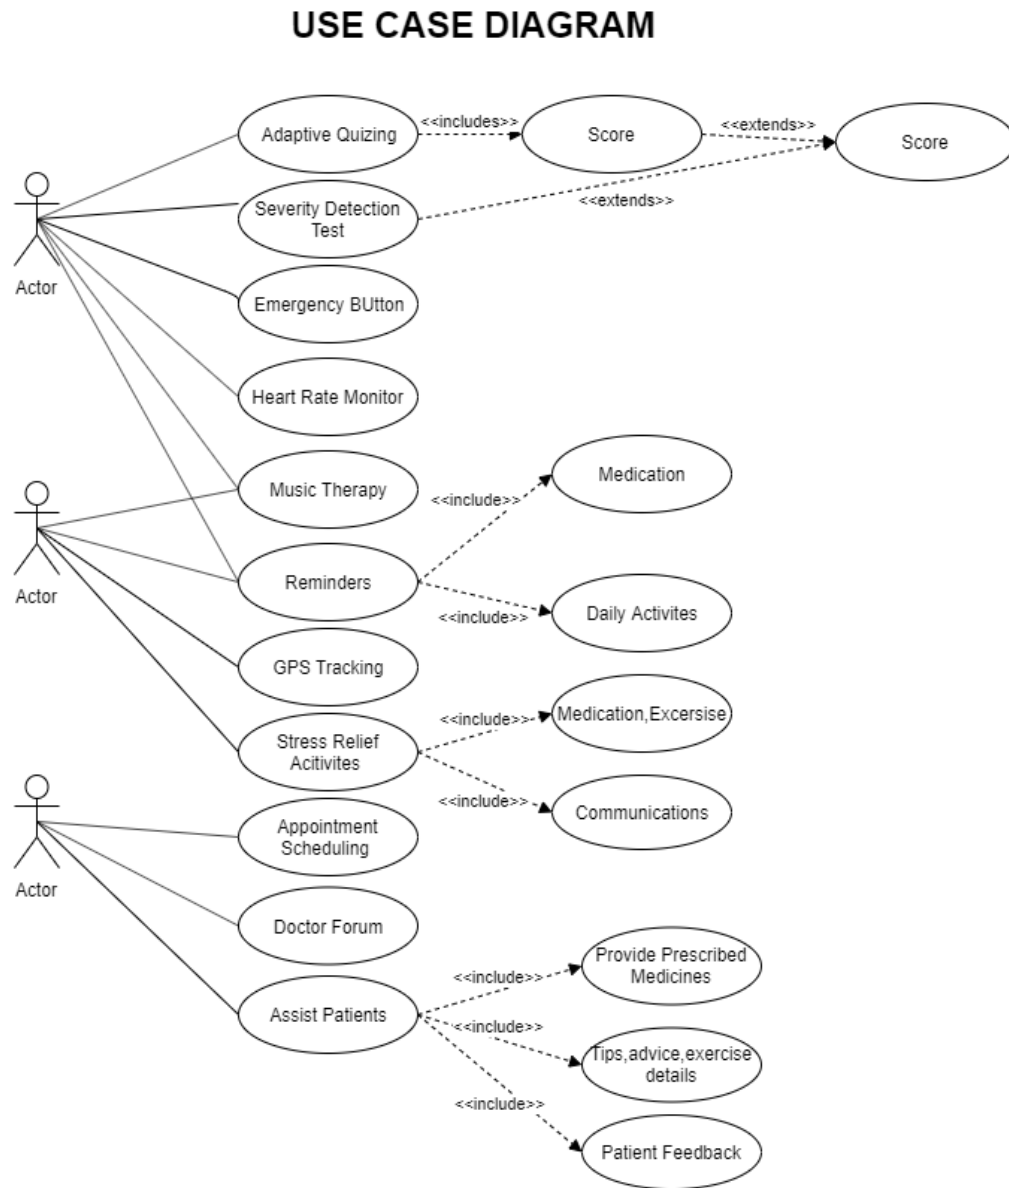 USE CASE DIAGRAM
Adaptive Quizing
<<includes>>
Score
<<extends>>
Score
Severity Detection
Test
<<extends>>
Actor
Emergency BUtton
Heart Rate Monitor
Music Therapy
<<include>>
Medication
Actor
Reminders
<<include>>
Daily Activites
GPS Tracking
Stress Relief
Acitivites
<<include>>
Medication,Excersise
<<include>>
Communications
Actor
Appointment
Scheduling
Doctor Forum
Assist Patients
<<include>>
Provide Prescribed
Medicines
<<include>>
Tips,advice,exercise
details
<<include>>
Patient Feedback